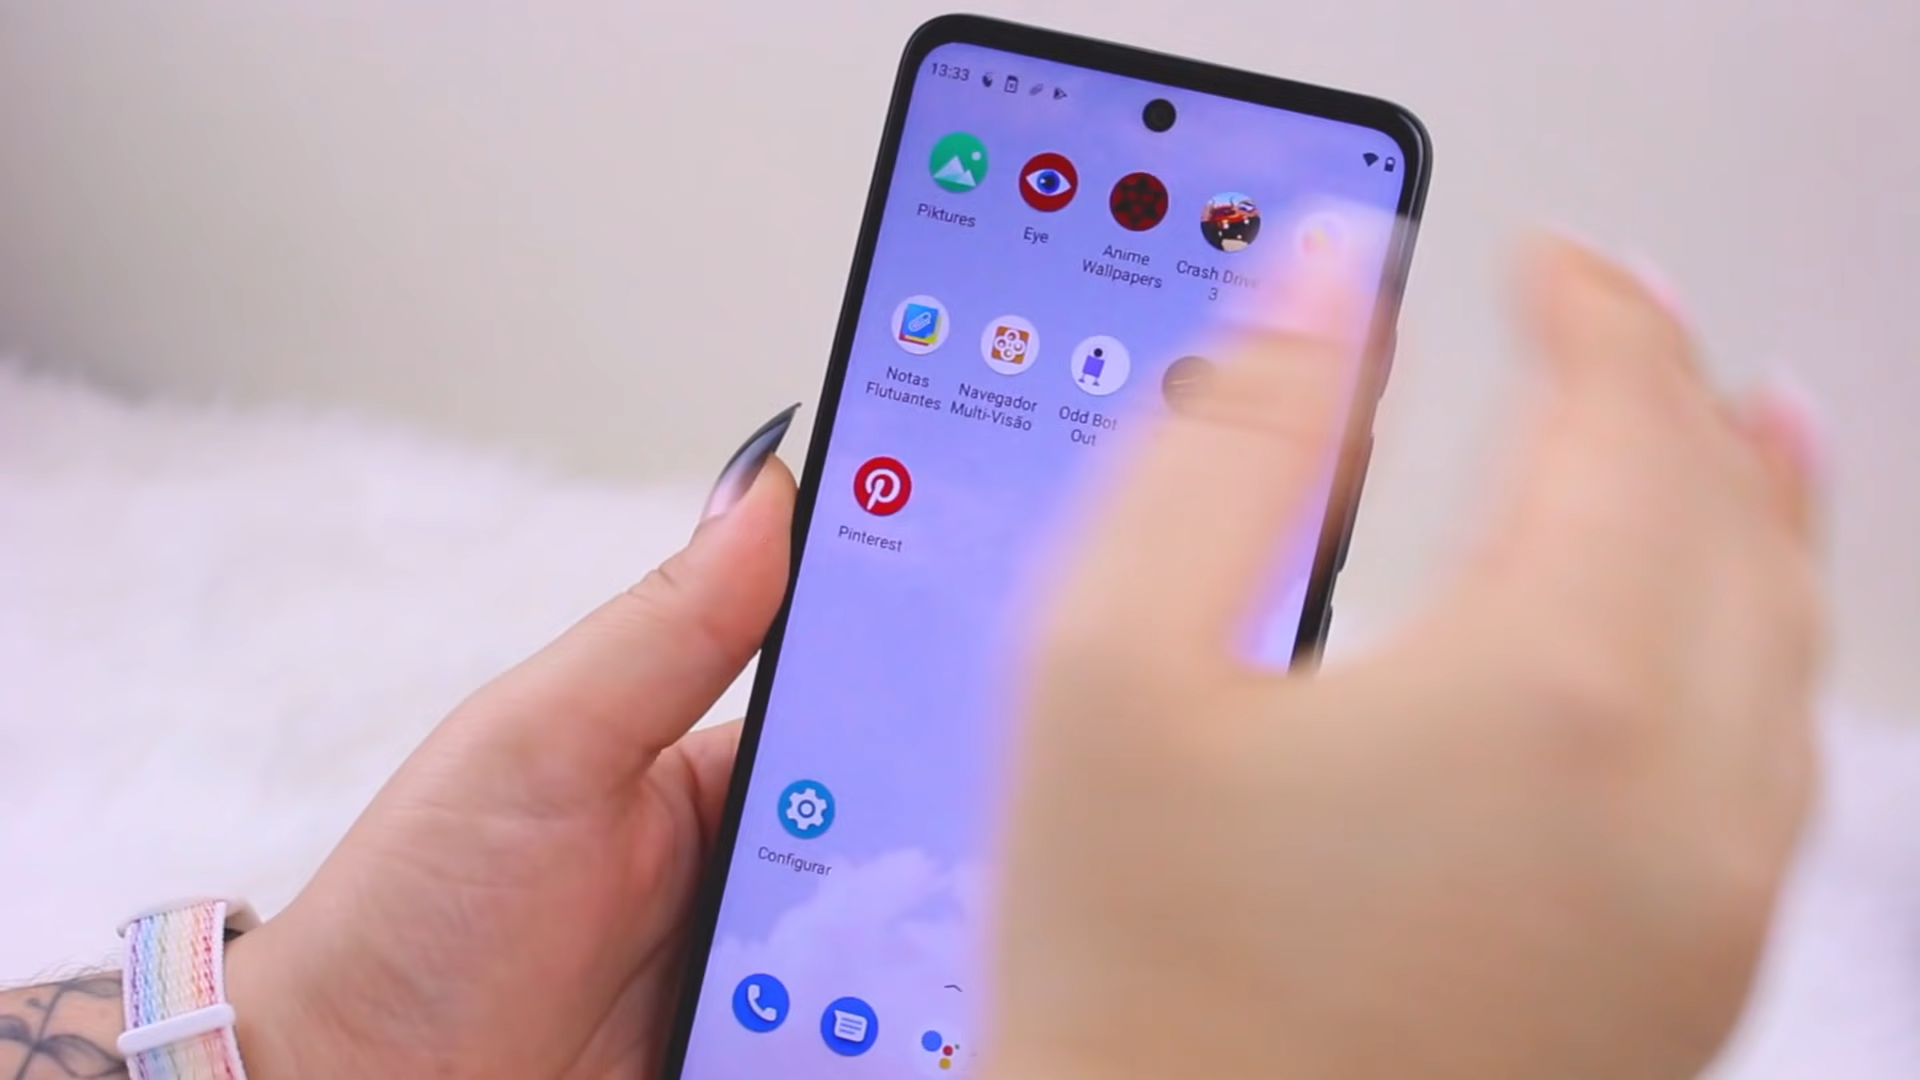 13:33
Piktures
Eye
Anime
Wallpapers
Crash Drive
3
Notas
Flutuantes
Navegador
Multi-Visão
Odd Bot
Out
Pinterest
Configurar